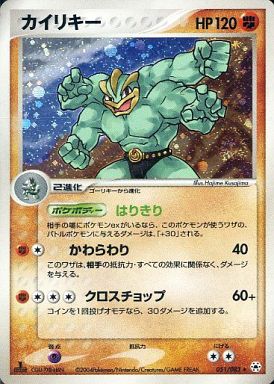 カイリキー HP120
Illus.Hajime Kusajima
2進化 ゴーリキーから進化
ポケボディー はりきり
相手の場にポケモンexがいるなら、このポケモンが使うワザの、バトルポケモンに与えるダメージは、「+30」される。
かわらわり 40
このワザは、相手の抵抗力・すべての効果に関係なく、ダメージを与える。
クロスチョップ 60+
コインを1回投げオモテなら、30ダメージを追加する。
弱点 抵抗力 にげる
©2004Pokémon/Nintendo/Creatures/GAME FREAK.
051/082